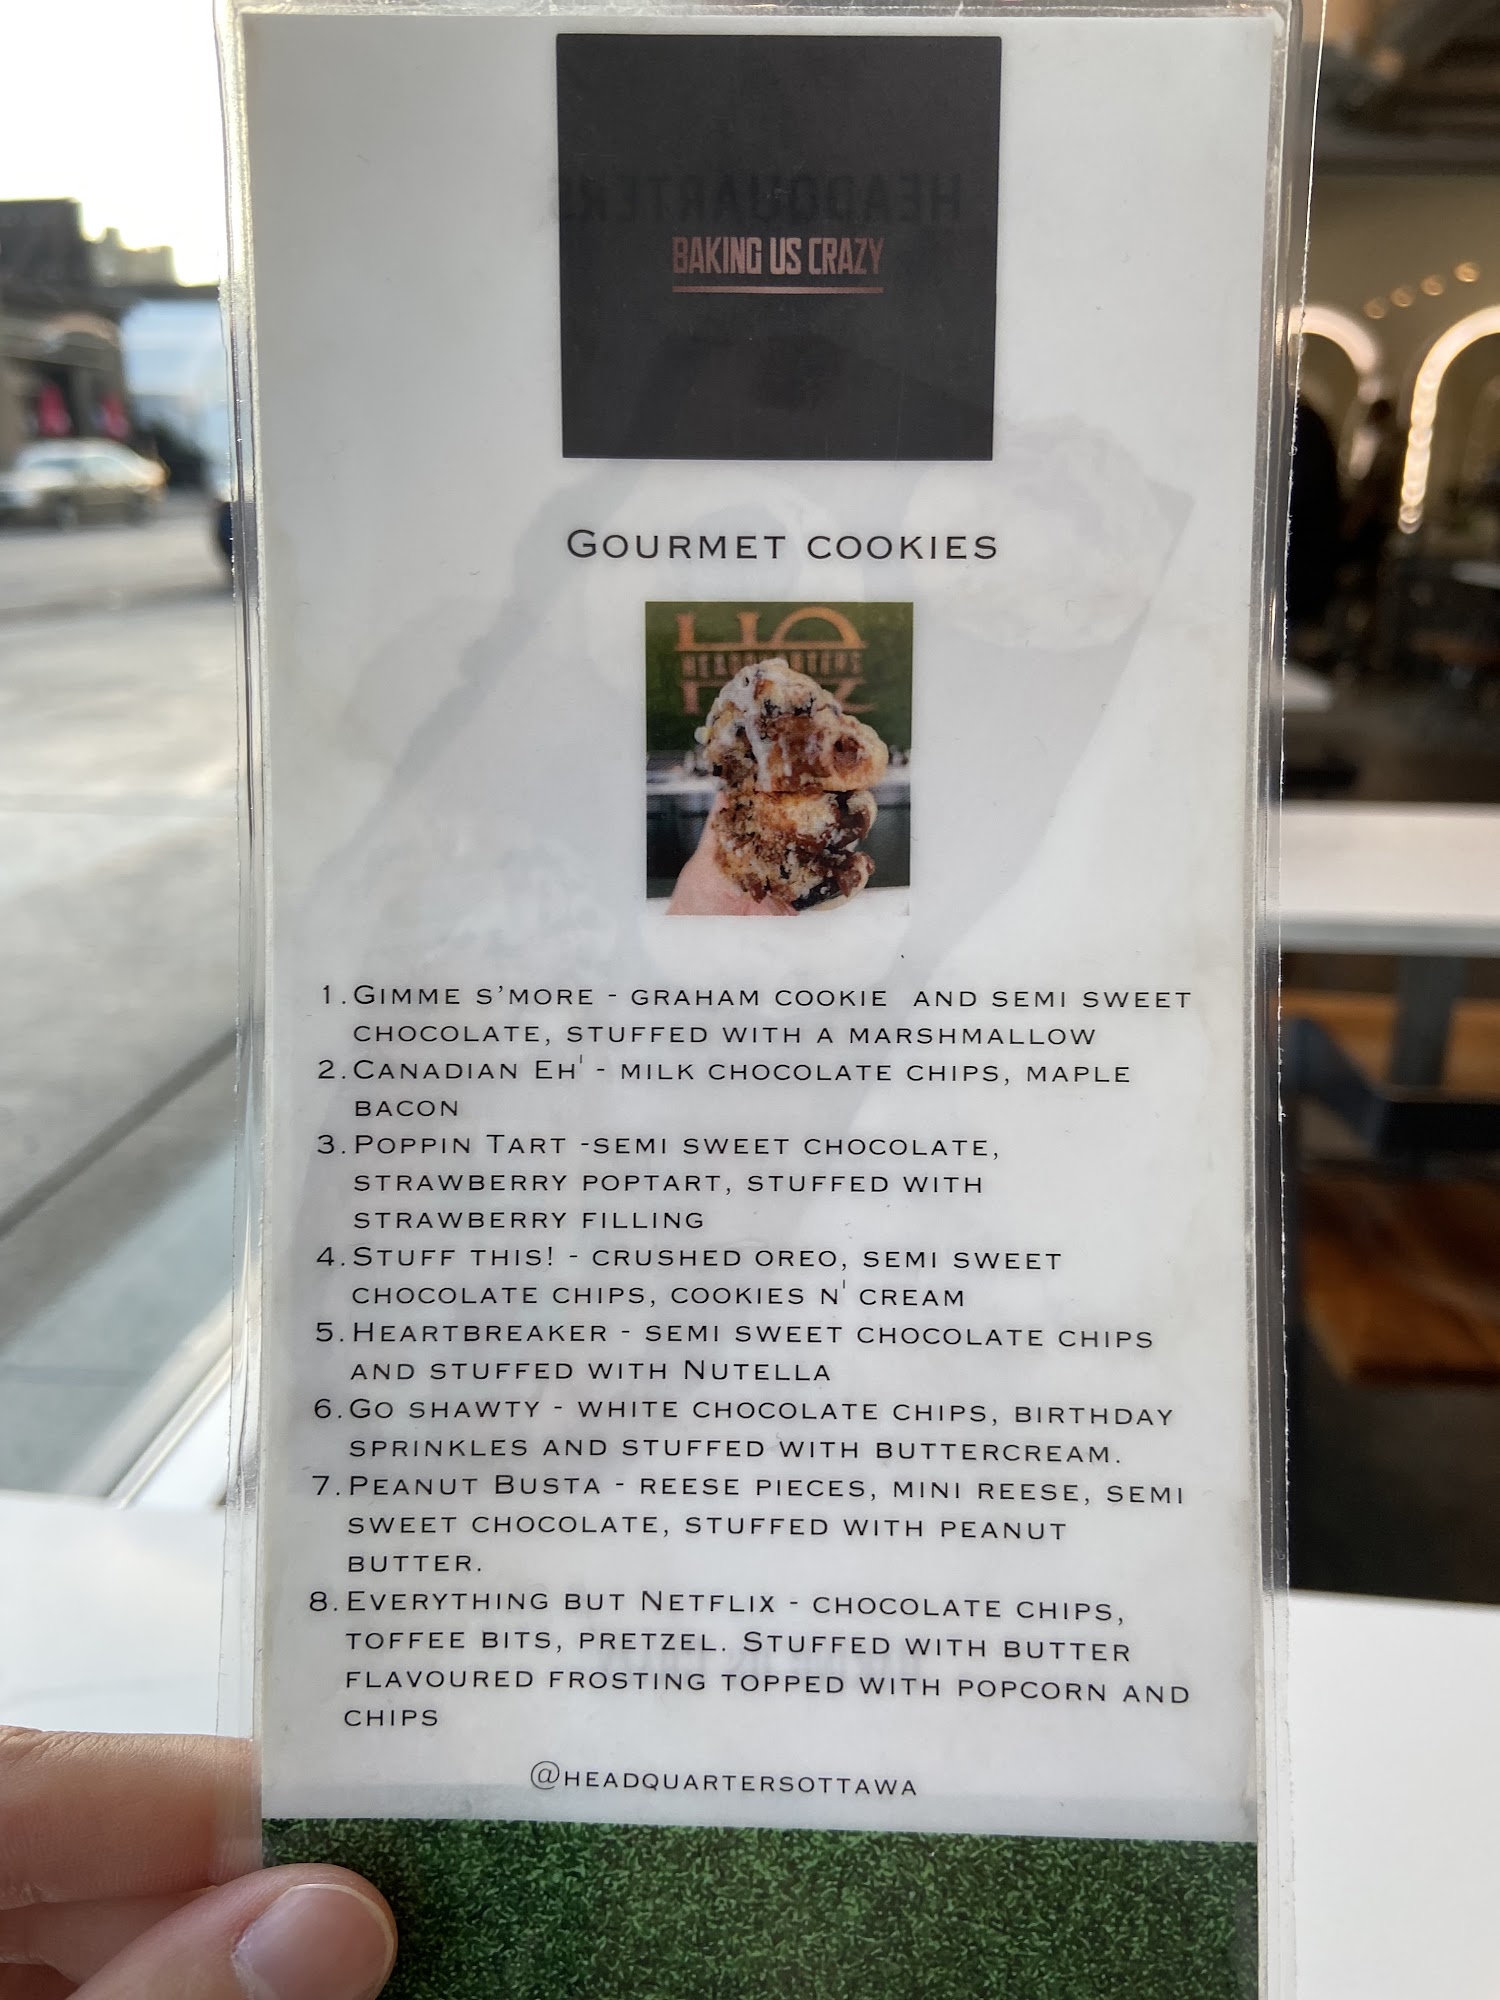 HEADQUARTERS
BAKING US CRAZY
GOURMET COOKIES
HQ
HEADQUARTERS
1. GIMME S'MORE - GRAHAM COOKIE AND SEMI SWEET
CHOCOLATE, STUFFED WITH A MARSHMALLOW
2. CANADIAN EH' - MILK CHOCOLATE CHIPS, MAPLE
BACON
3. POPPIN TART -SEMI SWEET CHOCOLATE,
STRAWBERRY POPTART, STUFFED WITH
STRAWBERRY FILLING
4. STUFF THIS! - CRUSHED OREO, SEMI SWEET
CHOCOLATE CHIPS, COOKIES N' CREAM
5. HEARTBREAKER - SEMI SWEET CHOCOLATE CHIPS
AND STUFFED WITH NUTELLA
6. GO SHAWTY - WHITE CHOCOLATE CHIPS, BIRTHDAY
SPRINKLES AND STUFFED WITH BUTTERCREAM.
7. PEANUT BUSTA - REESE PIECES, MINI REESE, SEMI
SWEET CHOCOLATE, STUFFED WITH PEANUT
BUTTER.
8. EVERYTHING BUT NETFLIX - CHOCOLATE CHIPS,
TOFFEE BITS, PRETZEL. STUFFED WITH BUTTER
FLAVOURED FROSTING TOPPED WITH POPCORN AND
CHIPS
@HEADQUARTERSOTTAWA